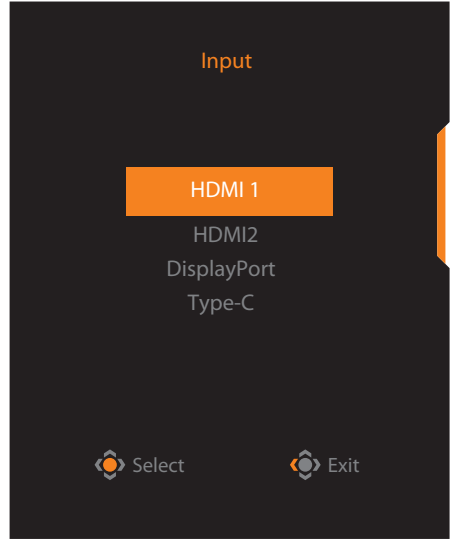 Input
HDMI 1
HDMI2
DisplayPort
Type-C
Select Exit